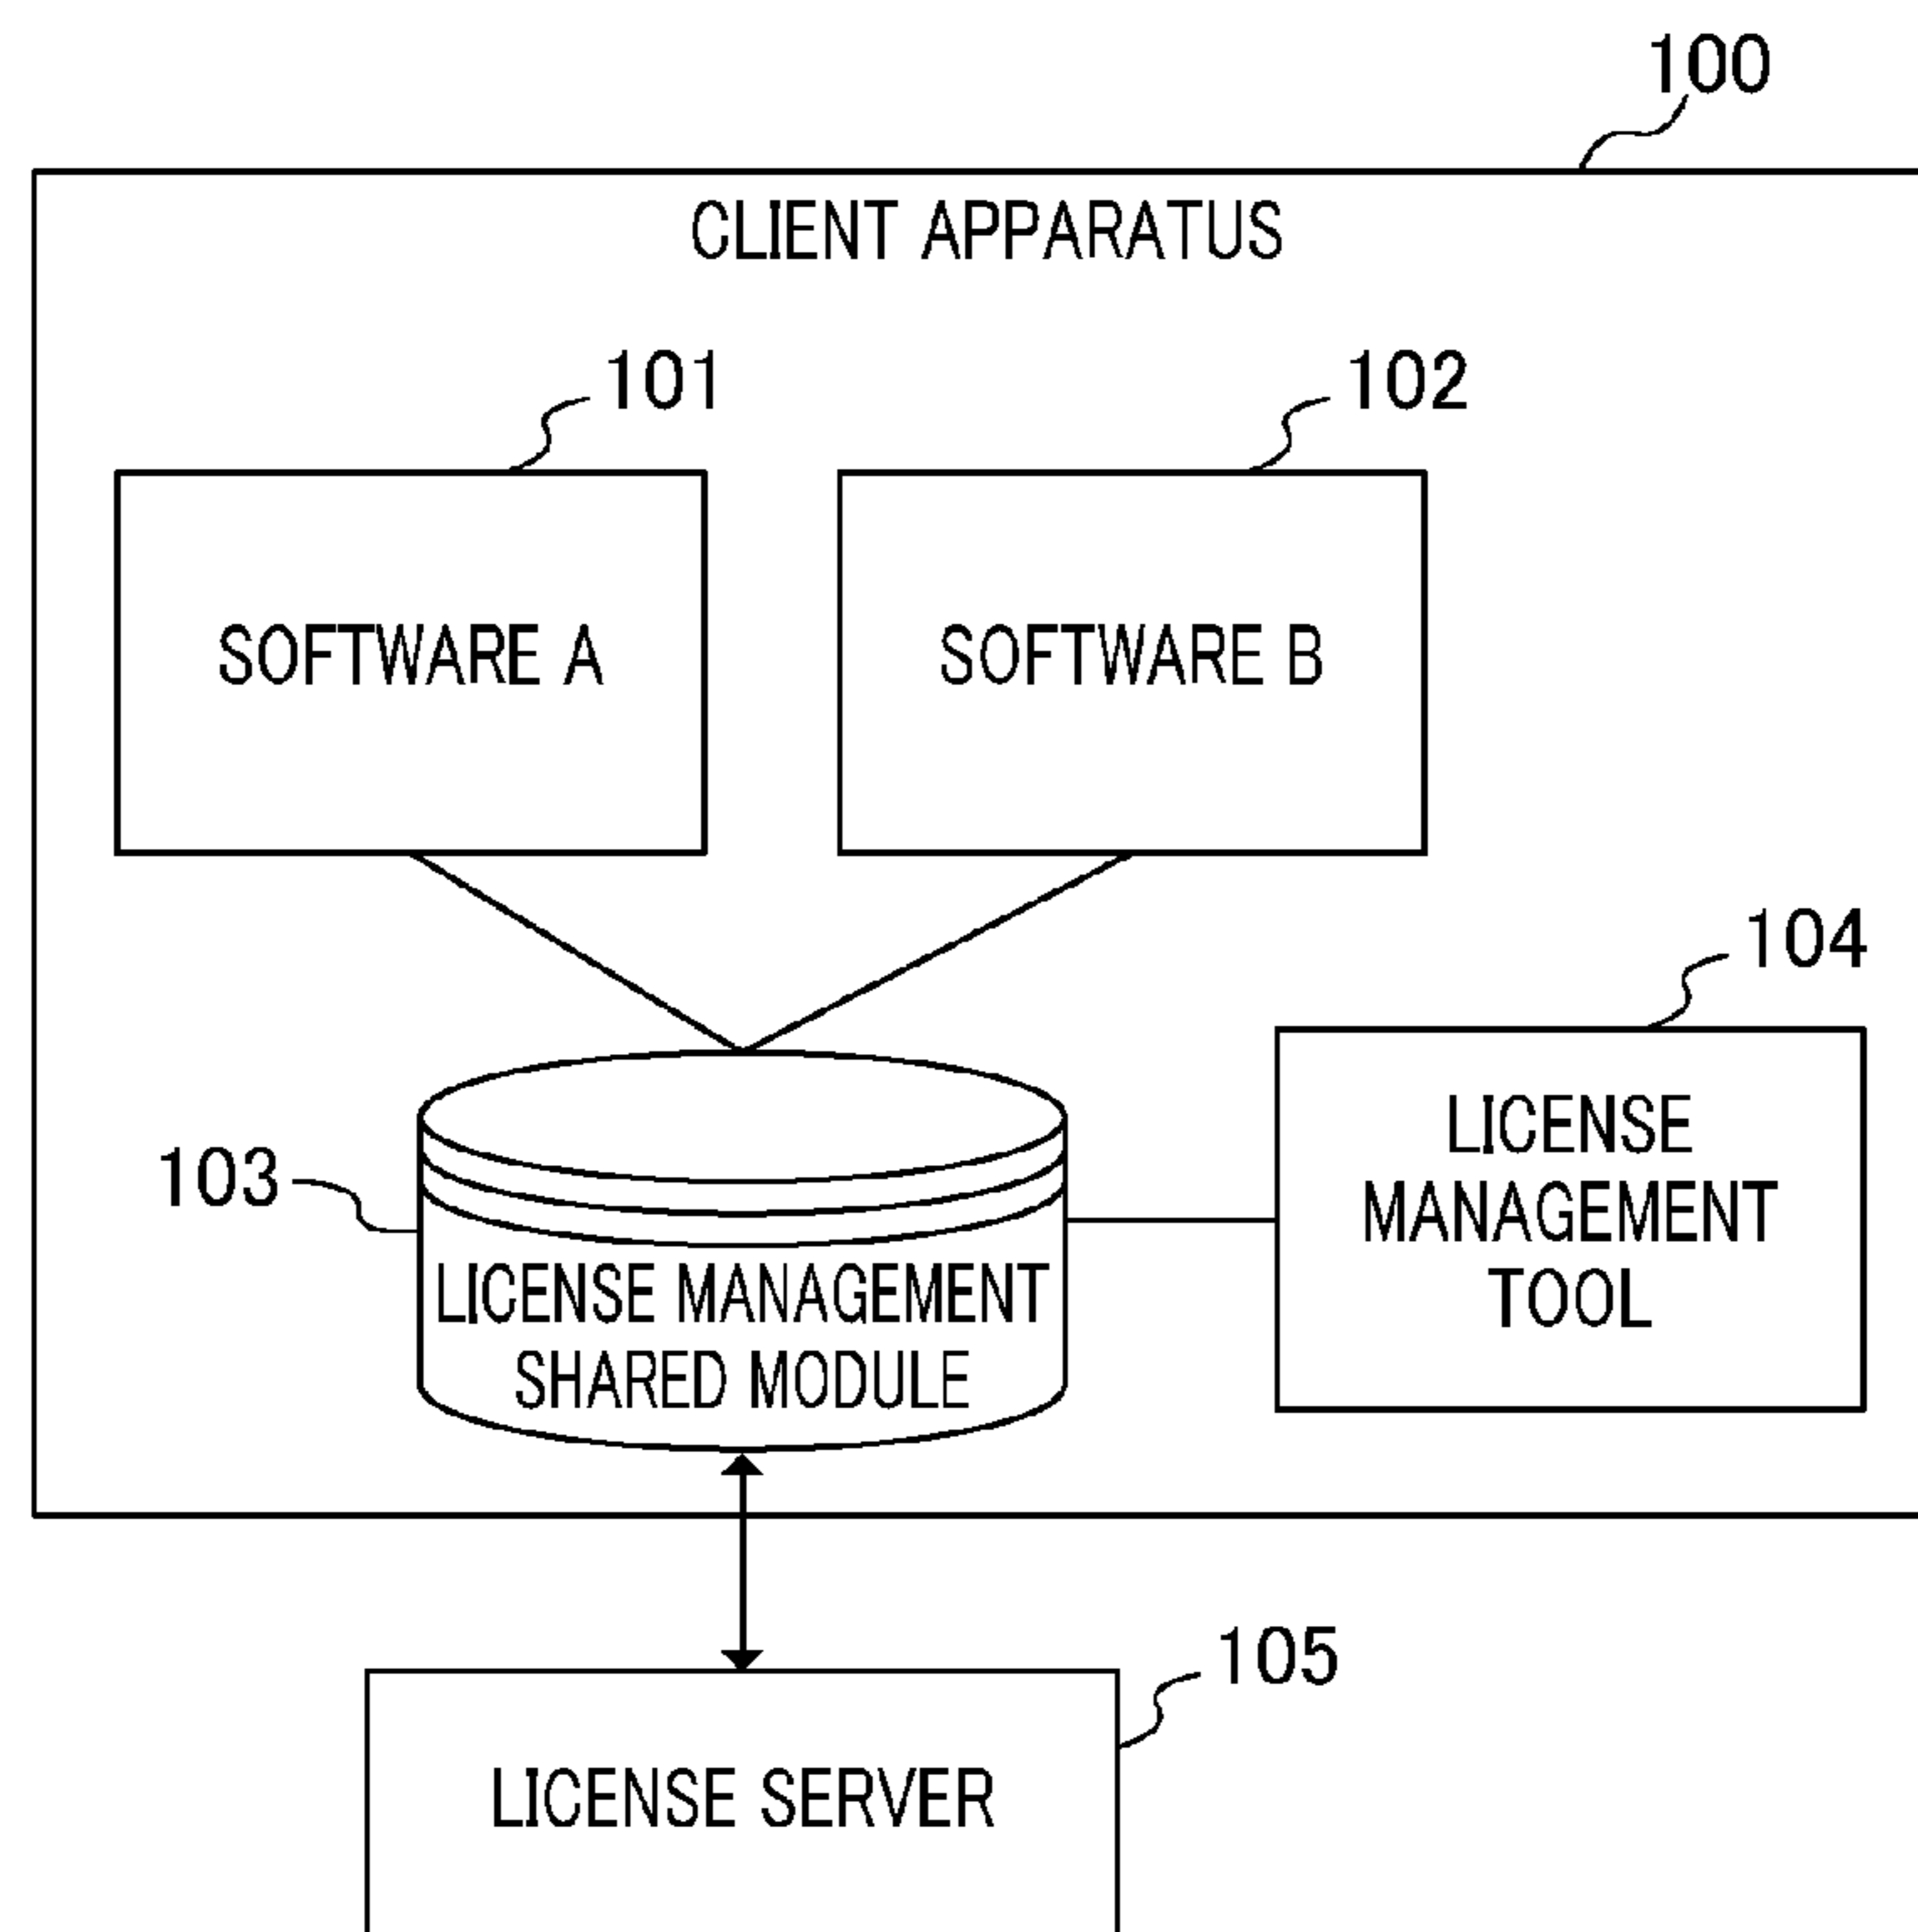 100
CLIENT APPARATUS
101
102
SOFTWARE A
SOFTWARE B
104
LICENSE
MANAGEMENT
TOOL
103
LICENSE MANAGEMENT
SHARED MODULE
105
LICENSE SERVER